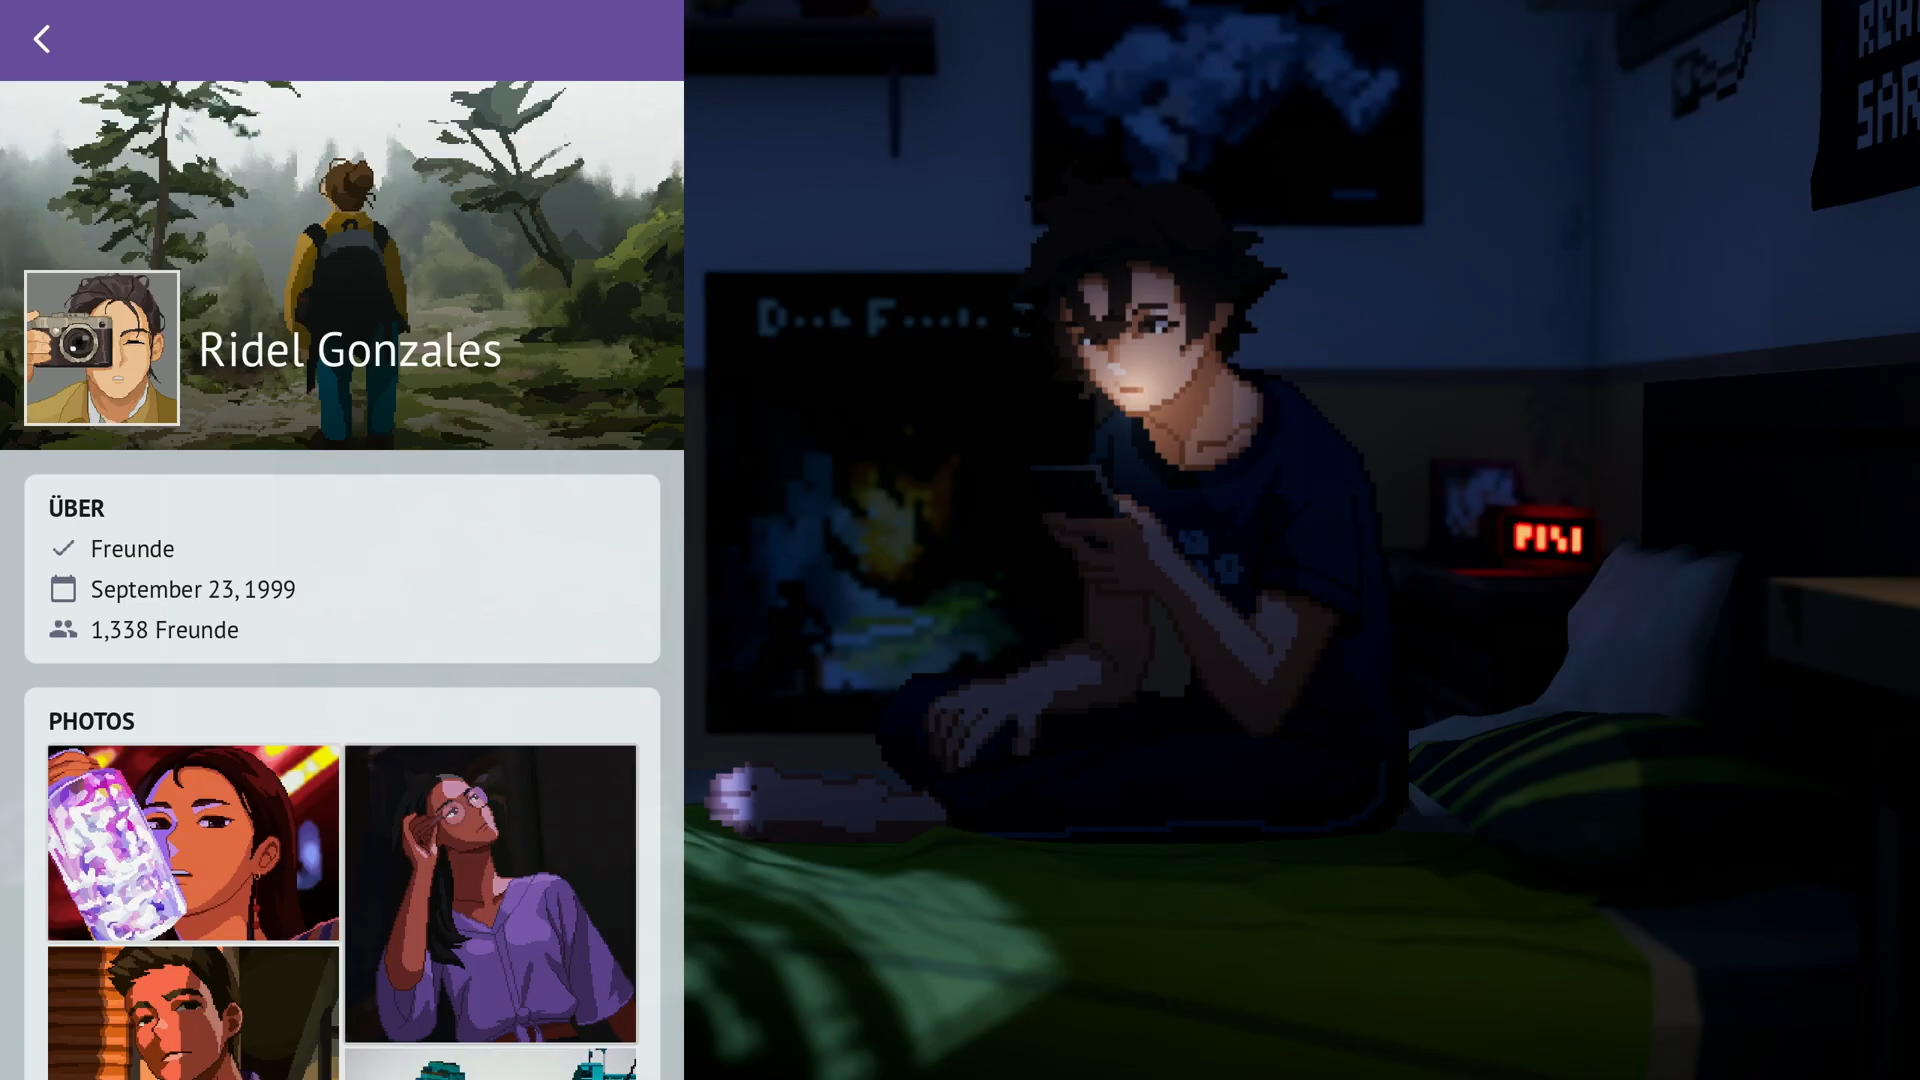 Ridel Gonzales
ÜBER
Freunde
September 23, 1999
1,338 Freunde
PHOTOS